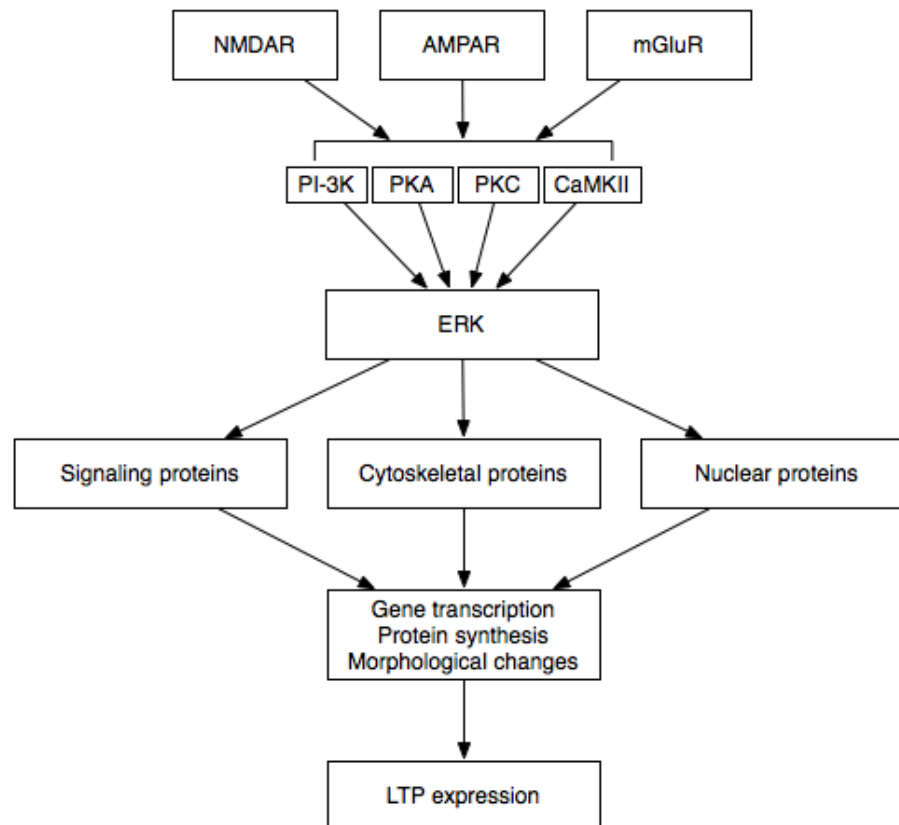 NMDAR
AMPAR
mGluR
PI-3K
PKA
PKC
CaMKII
ERK
Signaling proteins
Cytoskeletal proteins
Nuclear proteins
Gene transcription
Protein synthesis
Morphological changes
LTP expression